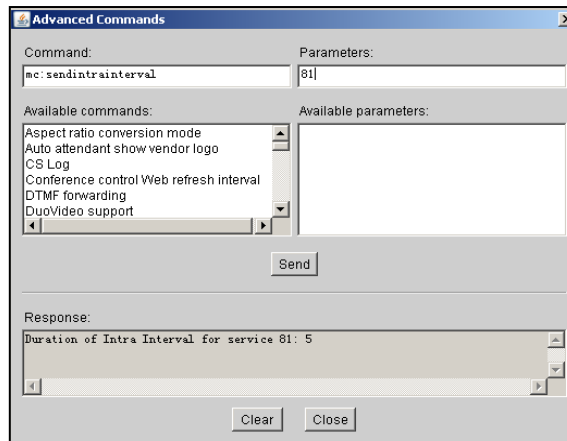 Advanced Commands
Command:
Parameters:
mc:sendintrainterval
81
Available commands:
Available parameters:
Aspect ratio conversion mode
Auto attendant show vendor logo
CS Log
Conference control Web refresh interval
DTMF forwarding
DuoVideo support
Send
Response:
Duration of Intra Interval for service 81: 5
Clear
Close